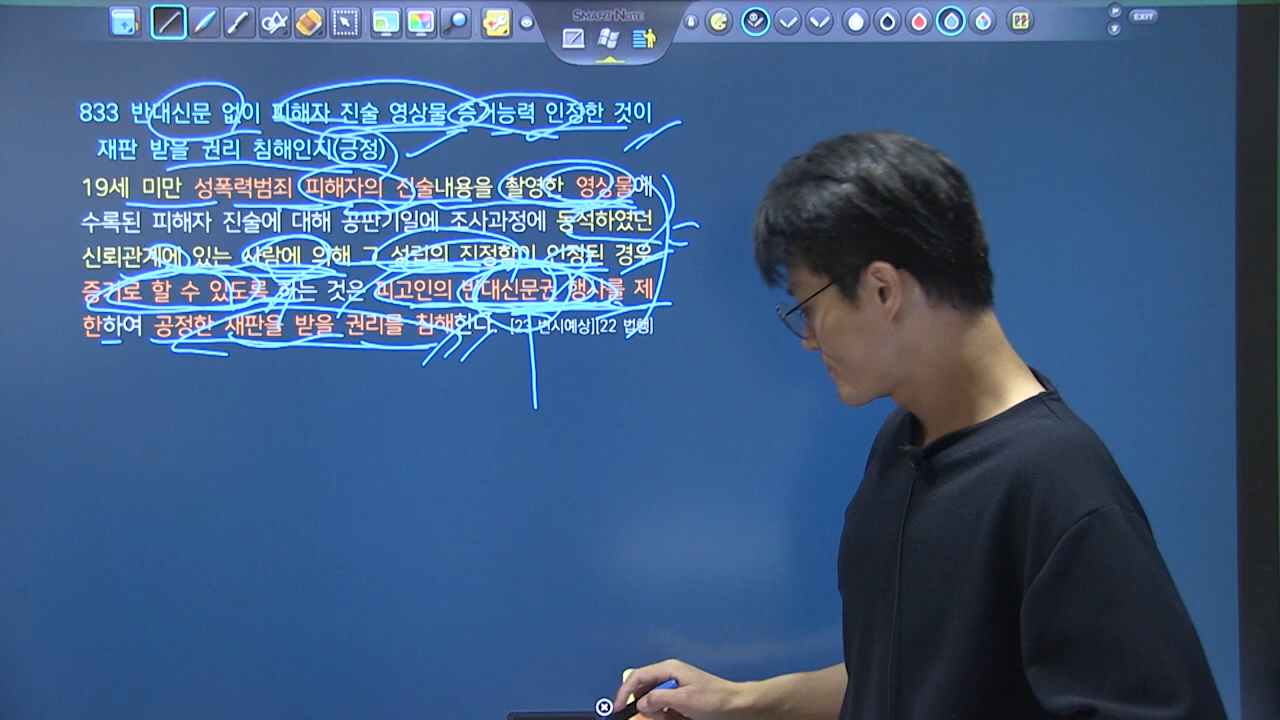 SMARTNOTE
EXIT
833 반대신문 없이 피해자 진술 영상물 증거능력 인정한 것이
재판 받을 권리 침해인지(긍정)
19세 미만 성폭력범죄 피해자의 진술내용을 촬영한 영상물에
수록된 피해자 진술에 대해 공판기일에 조사과정에 동석하였던
신뢰관계에 있는 사람에 의해 그 성립의 진정함이 인정된 경우
증거로 할 수 있도록 하는 것은 피고인의 반대신문권 행사를 제
한하여 공정한 재판을 받을 권리를 침해한다. [23 변시예상][22 법행]